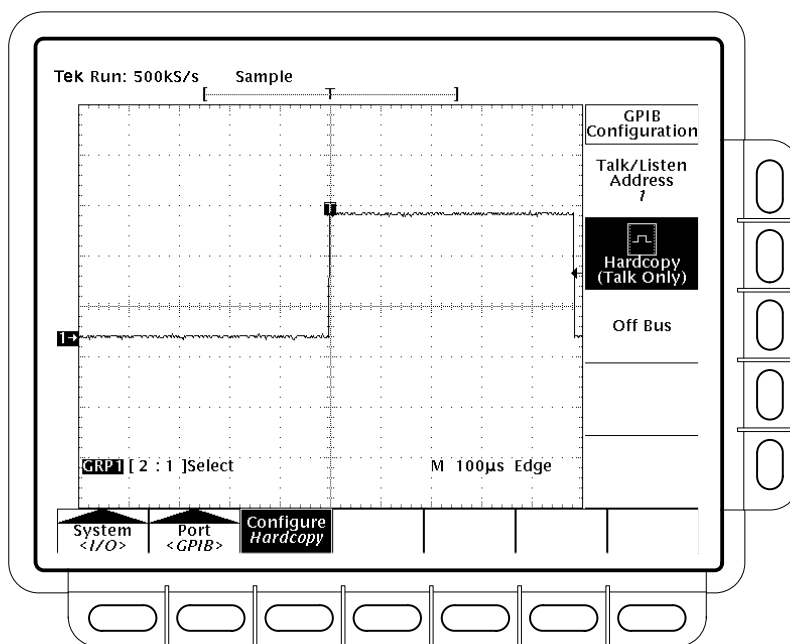 Tek Run: 500kS/s Sample
[ T ]
T
1→
GRP1 [ 2 : 1 ]Select
M 100µs Edge
GPIB
Configuration
Talk/Listen
Address
1
Hardcopy
(Talk Only)
Off Bus
System
<I/O>
Port
<GPIB>
Configure
Hardcopy